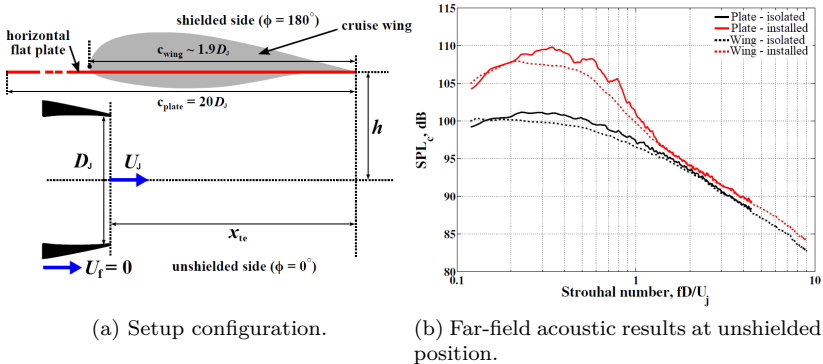 horizontal
flat plate
shielded side (ϕ = 180°)
cruise wing
c_wing ~ 1.9D_J
c_plate = 20D_J
h
D_J
U_J
x_te
U_f = 0
unshielded side (ϕ = 0°)
(a) Setup configuration.
SPL_c, dB
115
110
105
100
95
90
85
80
75
0.1
1
10
Strouhal number, fD/U_j
Plate - isolated
Plate - installed
Wing - isolated
Wing - installed
(b) Far-field acoustic results at unshielded
position.